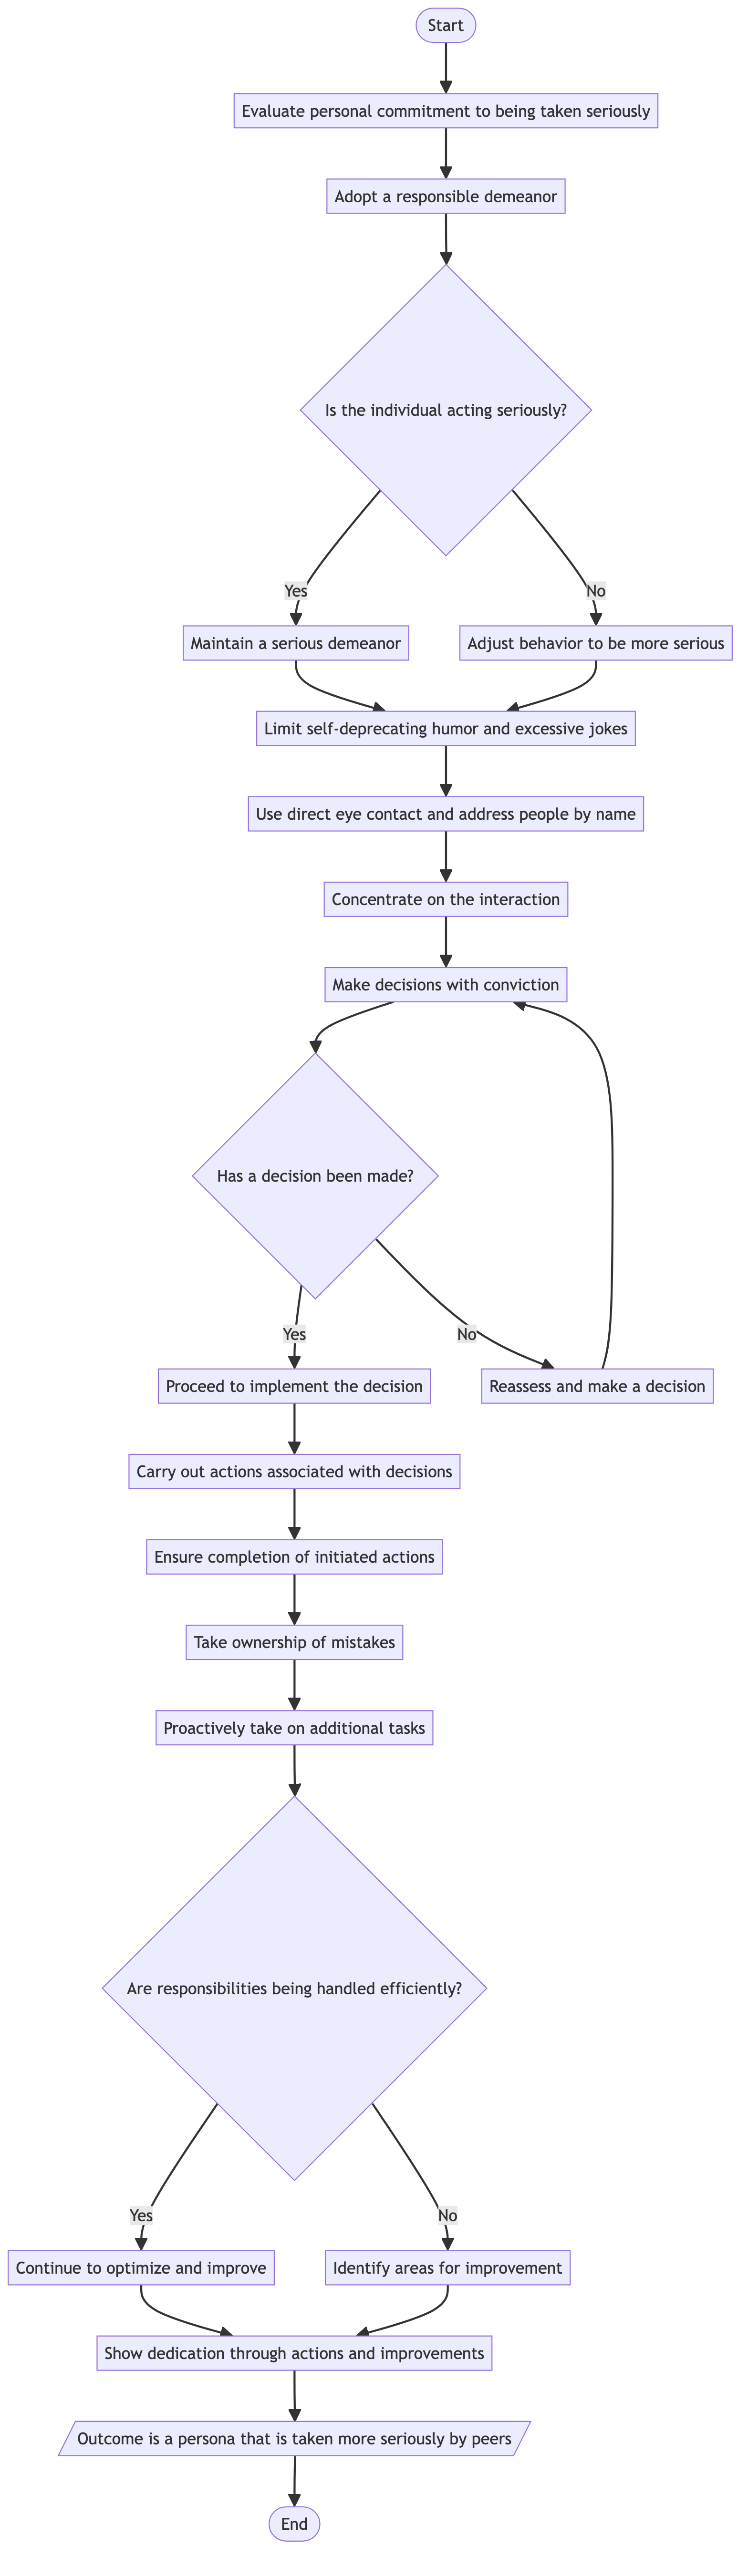 Start
Evaluate personal commitment to being taken seriously
Adopt a responsible demeanor
Is the individual acting seriously?
Yes
No
Maintain a serious demeanor
Adjust behavior to be more serious
Limit self-deprecating humor and excessive jokes
Use direct eye contact and address people by name
Concentrate on the interaction
Make decisions with conviction
Has a decision been made?
Yes
No
Proceed to implement the decision
Reassess and make a decision
Carry out actions associated with decisions
Ensure completion of initiated actions
Take ownership of mistakes
Proactively take on additional tasks
Are responsibilities being handled efficiently?
Yes
No
Continue to optimize and improve
Identify areas for improvement
Show dedication through actions and improvements
Outcome is a persona that is taken more seriously by peers
End